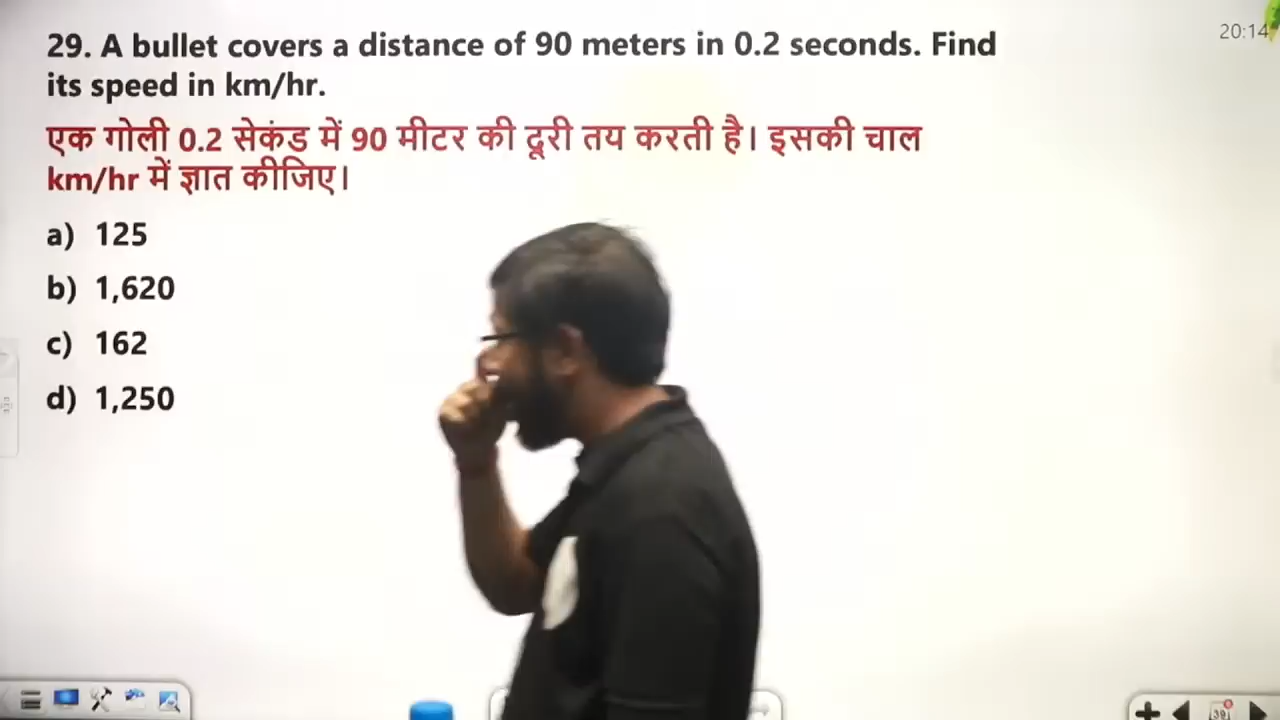 20:14
29. A bullet covers a distance of 90 meters in 0.2 seconds. Find
its speed in km/hr.
एक गोली 0.2 सेकंड में 90 मीटर की दूरी तय करती है। इसकी चाल
km/hr में ज्ञात कीजिए।
a) 125
b) 1,620
c) 162
d) 1,250